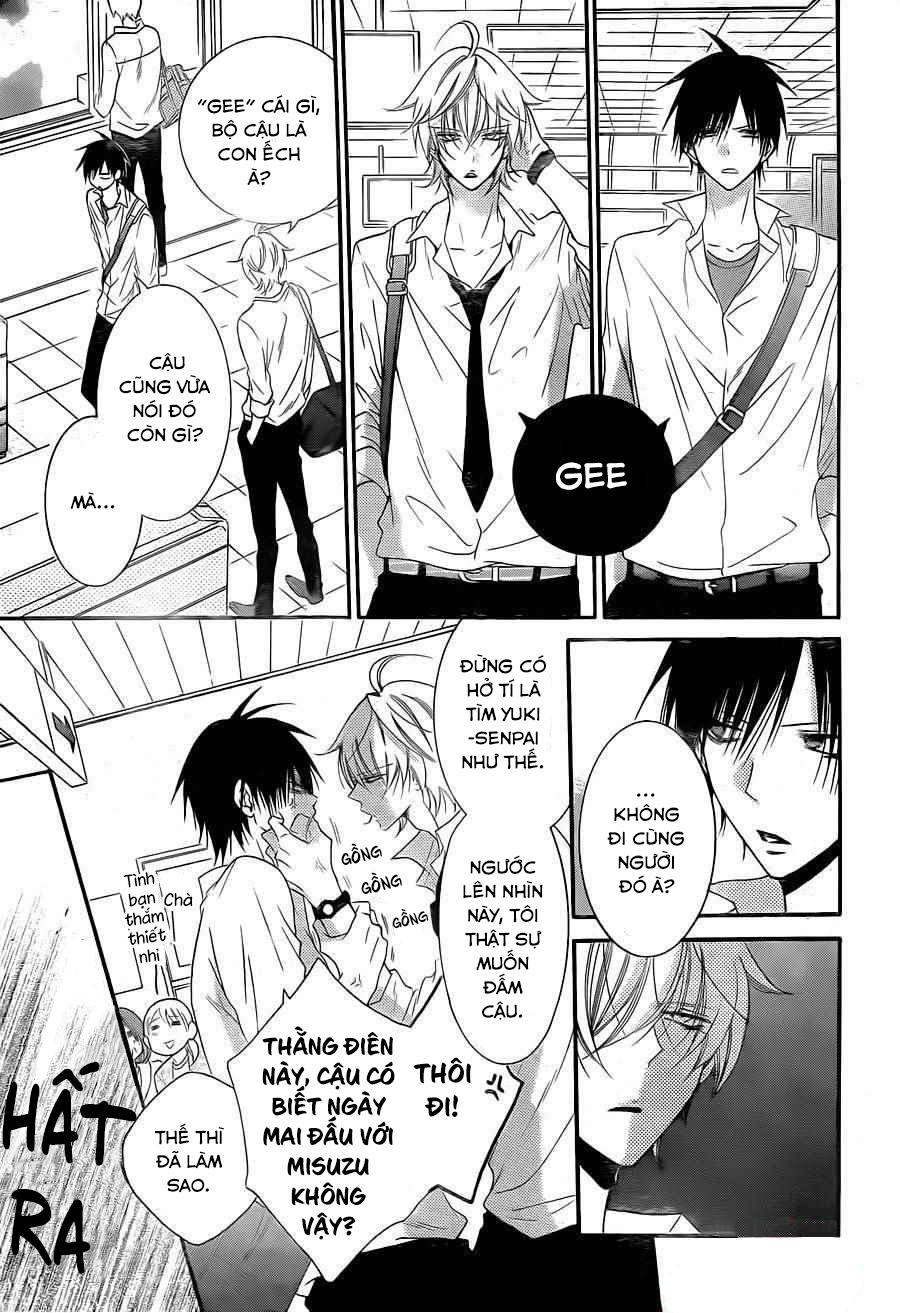 GEE
"GEE" CÁI GÌ,
BỘ CẬU LÀ
CON ẾCH
À?
CẬU
CŨNG VỪA
NÓI ĐÓ
CÒN GÌ?
MÀ...
...
KHÔNG
ĐI CÙNG
NGƯỜI
ĐÓ À?
ĐỪNG CÓ
HỞ TÍ LÀ
TÌM YUKI
-SENPAI
NHƯ THẾ.
NGƯỚC
LÊN NHÌN
NÀY, TÔI
THẬT SỰ
MUỐN
ĐẤM
CẬU.
GỒNG
GỒNG
GỒNG
Chà
Tình
bạn
thắm
thiết
nhỉ
THÔI
ĐI!
THẰNG ĐIÊN
NÀY, CẬU CÓ
BIẾT NGÀY
MAI ĐẤU VỚI
MISUZU
KHÔNG
VẬY?
THẾ THÌ
ĐÃ LÀM
SAO.
HẤT
RA